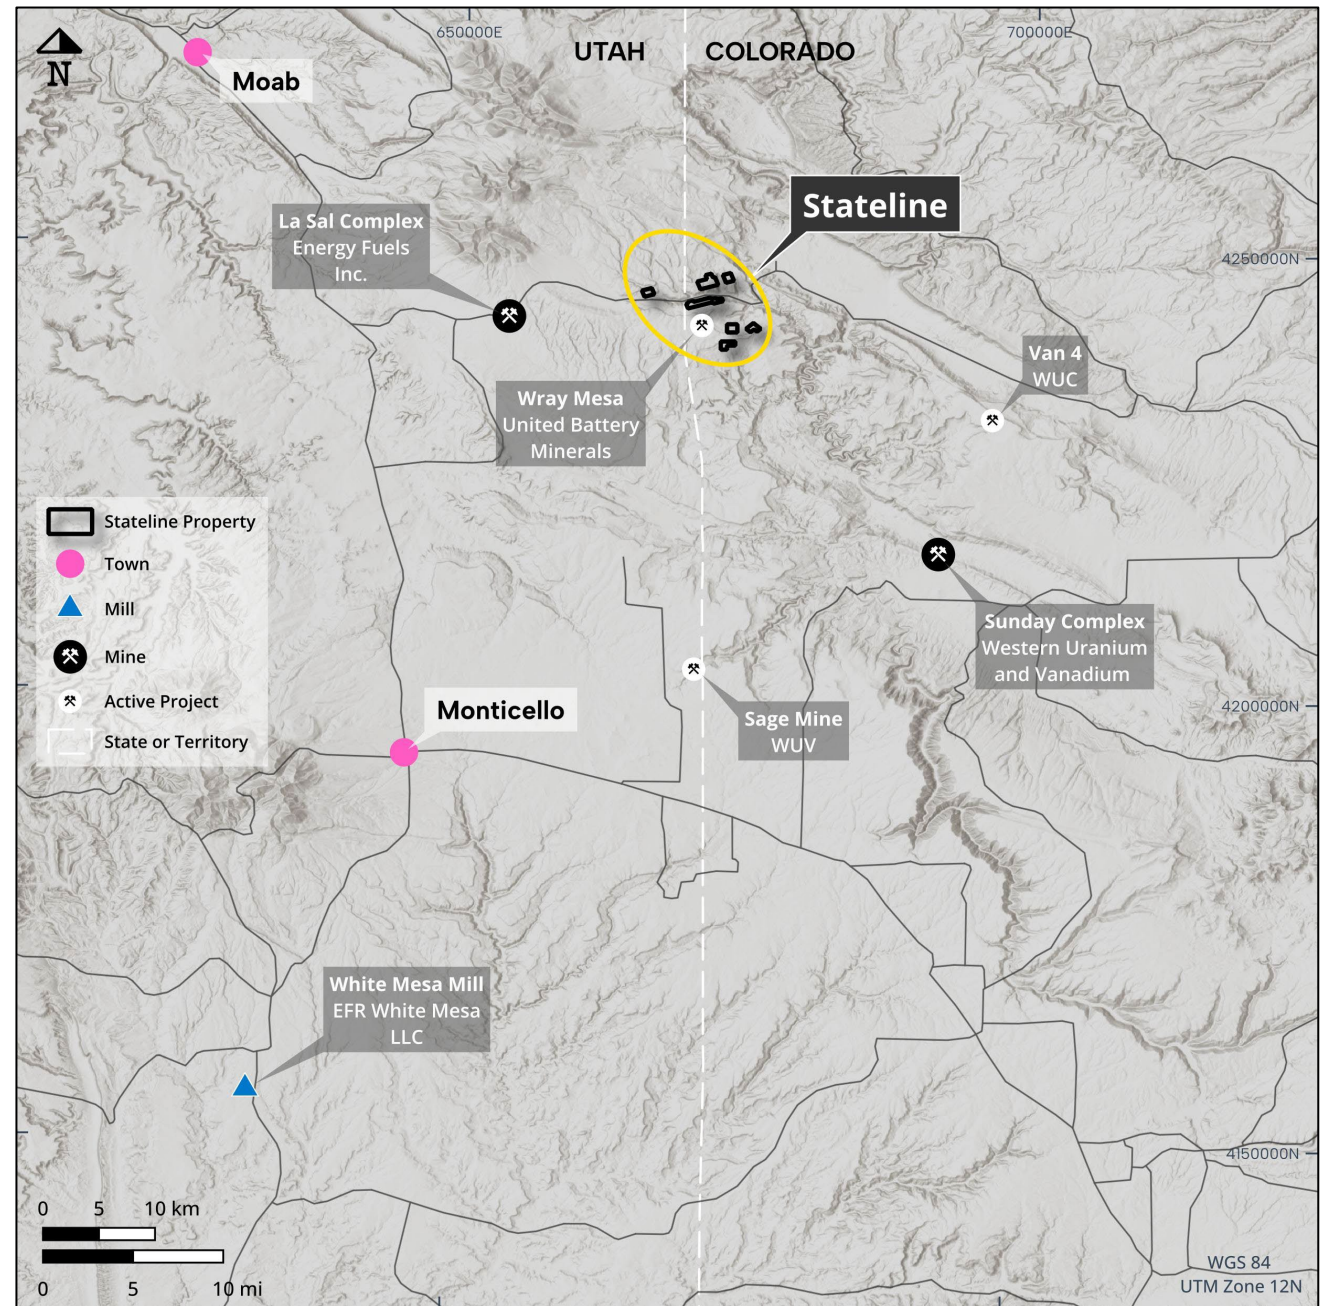 650000E
700000E
UTAH
COLORADO
N
Moab
Stateline
La Sal Complex
Energy Fuels
Inc.
4250000N
Van 4
WUC
Wray Mesa
United Battery
Minerals
Stateline Property
Town
Mill
Mine
Active Project
State or Territory
Sunday Complex
Western Uranium
and Vanadium
Monticello
Sage Mine
WUV
4200000N
White Mesa Mill
EFR White Mesa
LLC
4150000N
0 5 10 km
0 5 10 mi
WGS 84
UTM Zone 12N